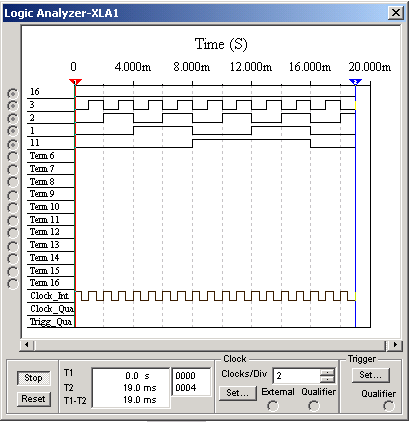 Logic Analyzer-XLA1
Time (S)
0 4.000m 8.000m 12.000m 16.000m 20.000m
1 2
16
3
2
1
11
Term 6
Term 7
Term 8
Term 9
Term 10
Term 11
Term 12
Term 13
Term 14
Term 15
Term 16
Clock_Int
Clock_Qua
Trigg_Qua
Clock Trigger
Stop T1 0.0 s 0000 Clocks/Div 2 Set...
T2 19.0 ms 0004
Reset T1-T2 19.0 ms Set... External Qualifier Qualifier